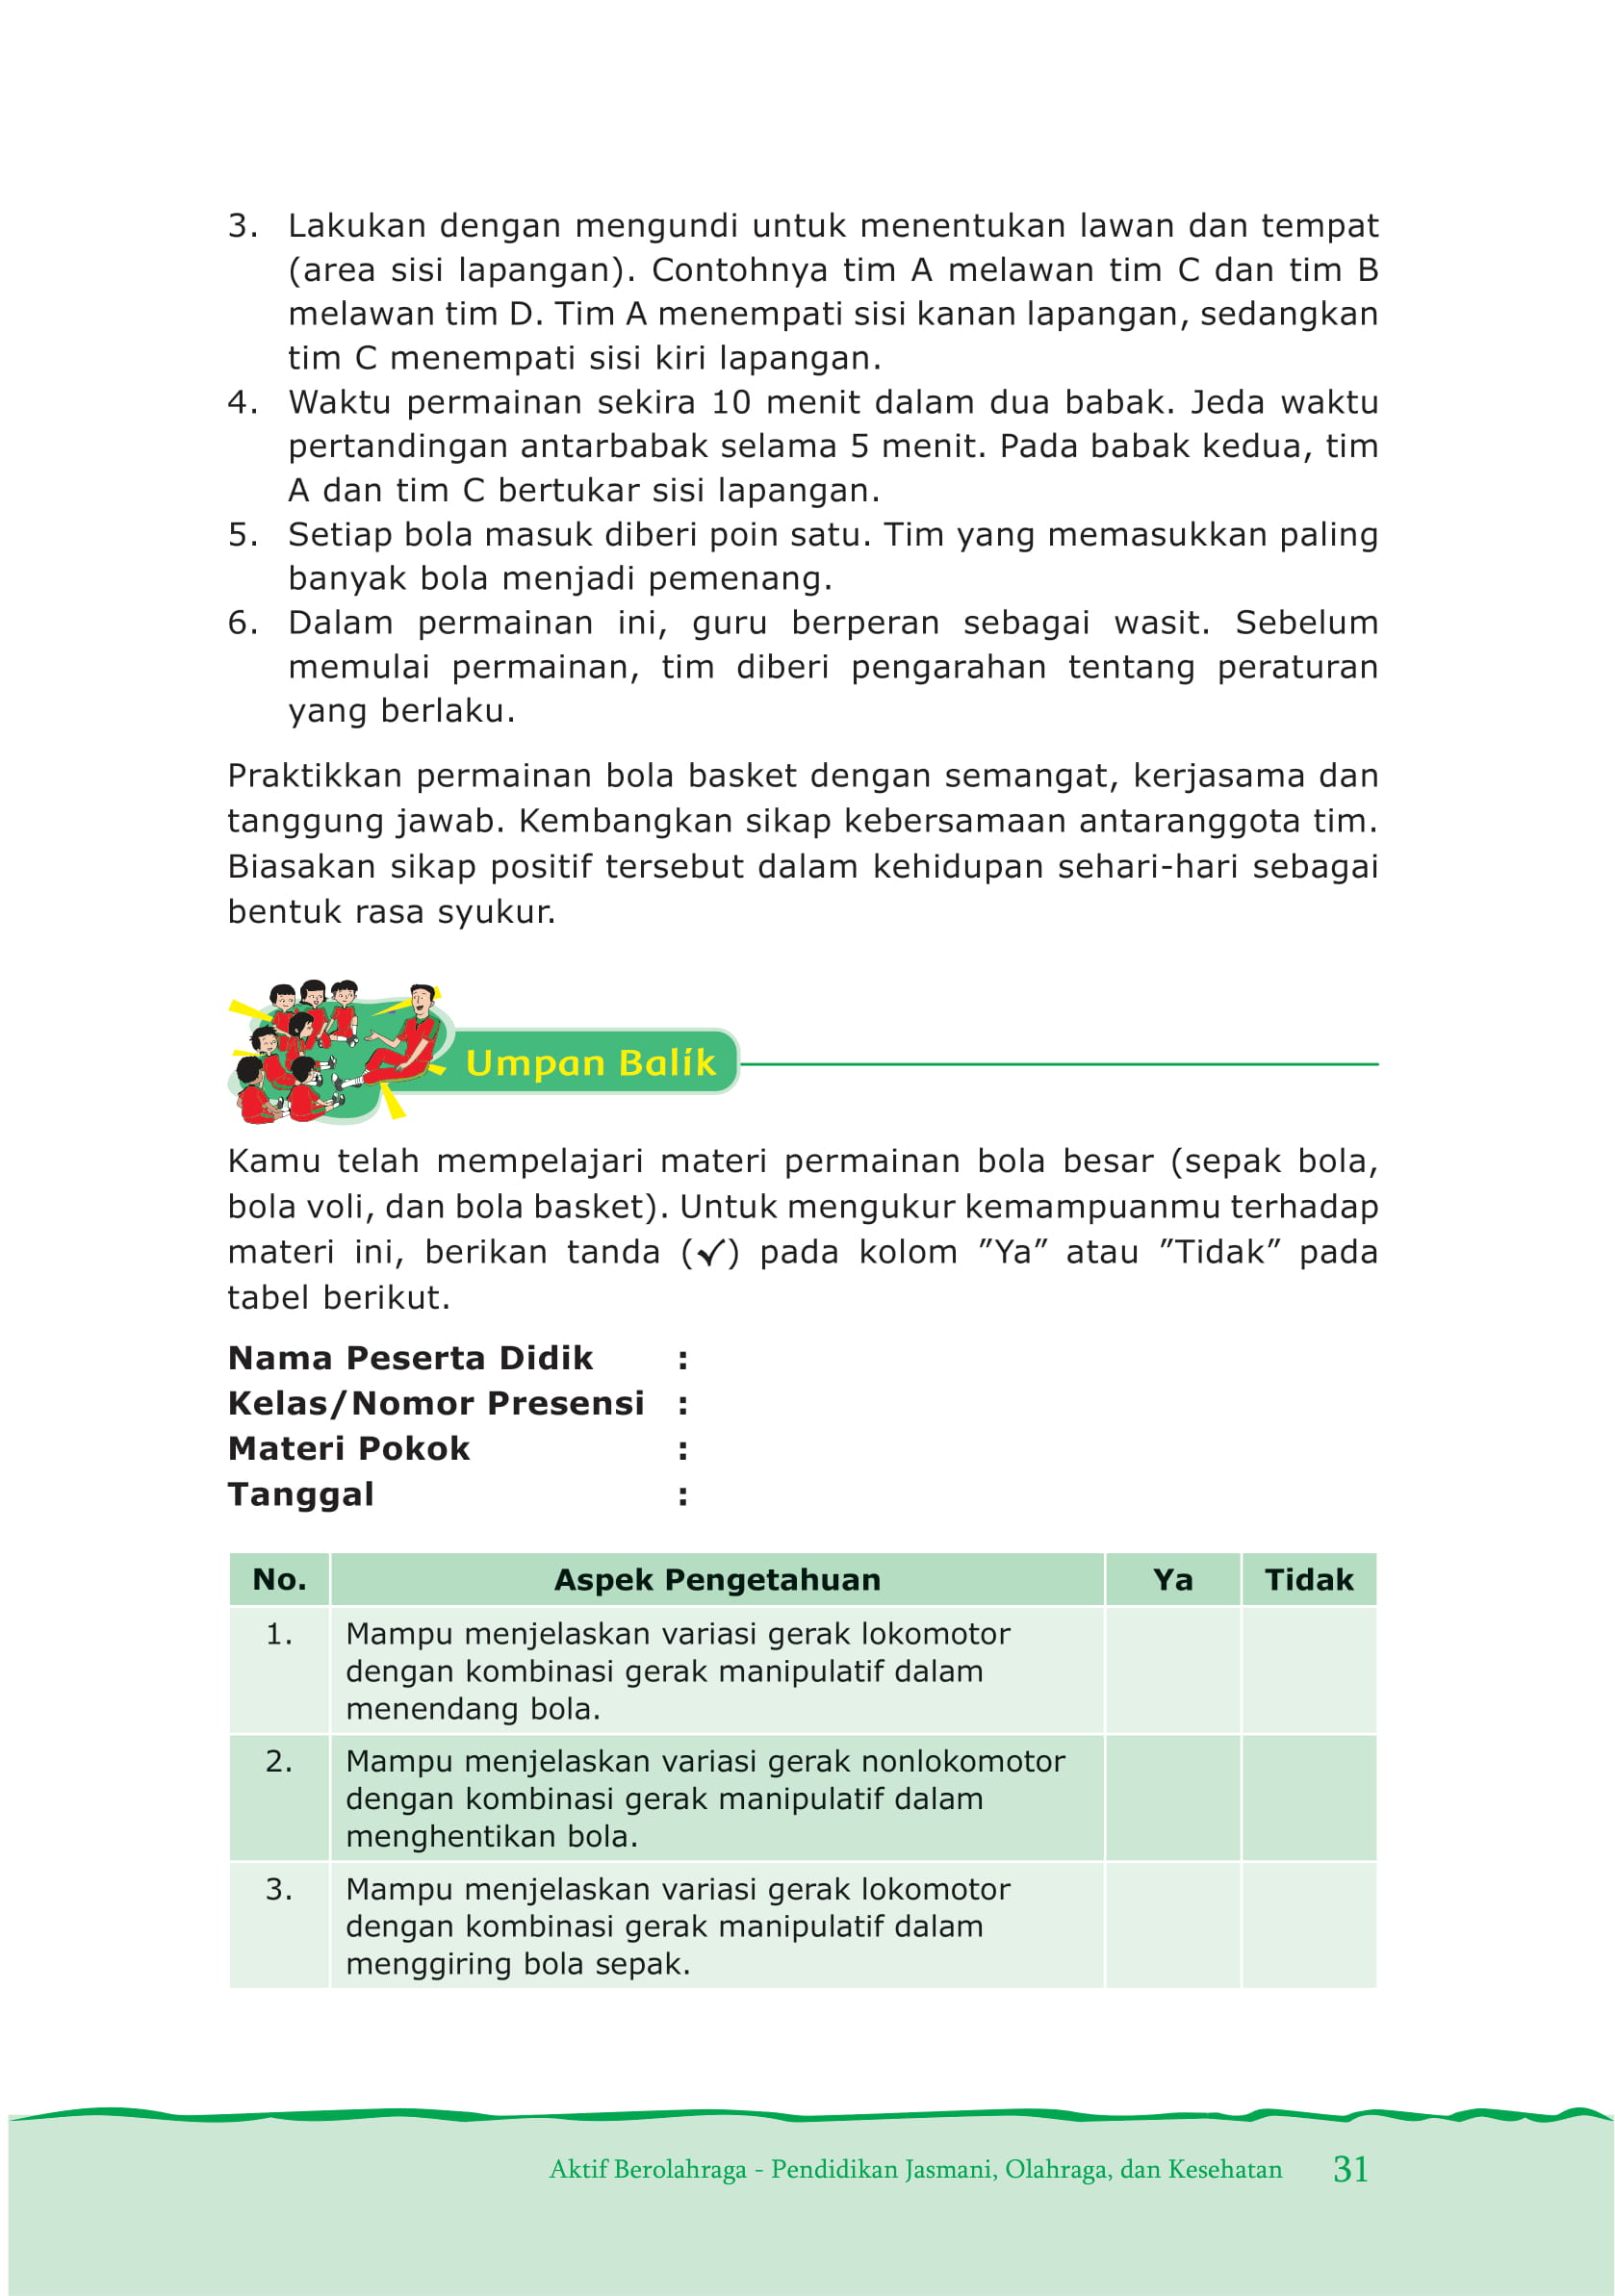 3. Lakukan dengan mengundi untuk menentukan lawan dan tempat
(area sisi lapangan). Contohnya tim A melawan tim C dan tim B
melawan tim D. Tim A menempati sisi kanan lapangan, sedangkan
tim C menempati sisi kiri lapangan.
4. Waktu permainan sekira 10 menit dalam dua babak. Jeda waktu
pertandingan antarbabak selama 5 menit. Pada babak kedua, tim
A dan tim C bertukar sisi lapangan.
5. Setiap bola masuk diberi poin satu. Tim yang memasukkan paling
banyak bola menjadi pemenang.
6. Dalam permainan ini, guru berperan sebagai wasit. Sebelum
memulai permainan, tim diberi pengarahan tentang peraturan
yang berlaku.
Praktikkan permainan bola basket dengan semangat, kerjasama dan
tanggung jawab. Kembangkan sikap kebersamaan antaranggota tim.
Biasakan sikap positif tersebut dalam kehidupan sehari-hari sebagai
bentuk rasa syukur.
Umpan Balik
Kamu telah mempelajari materi permainan bola besar (sepak bola,
bola voli, dan bola basket). Untuk mengukur kemampuanmu terhadap
materi ini, berikan tanda (✓) pada kolom ”Ya” atau ”Tidak” pada
tabel berikut.
Nama Peserta Didik :
Kelas/Nomor Presensi :
Materi Pokok :
Tanggal :
No. Aspek Pengetahuan Ya Tidak
1. Mampu menjelaskan variasi gerak lokomotor
dengan kombinasi gerak manipulatif dalam
menendang bola.
2. Mampu menjelaskan variasi gerak nonlokomotor
dengan kombinasi gerak manipulatif dalam
menghentikan bola.
3. Mampu menjelaskan variasi gerak lokomotor
dengan kombinasi gerak manipulatif dalam
menggiring bola sepak.
Aktif Berolahraga - Pendidikan Jasmani, Olahraga, dan Kesehatan 31